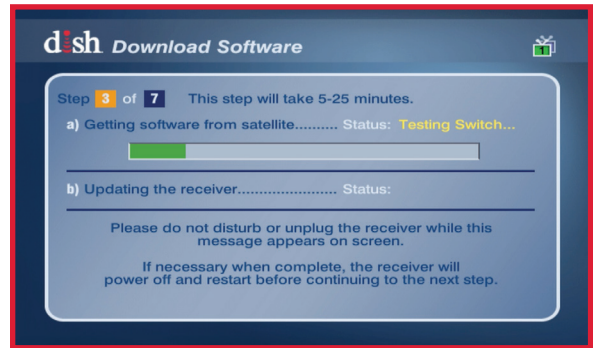 dish Download Software
1
Step 3 of 7 This step will take 5-25 minutes.
a) Getting software from satellite.......... Status: Testing Switch...
b) Updating the receiver...................... Status:
Please do not disturb or unplug the receiver while this
message appears on screen.
If necessary when complete, the receiver will
power off and restart before continuing to the next step.